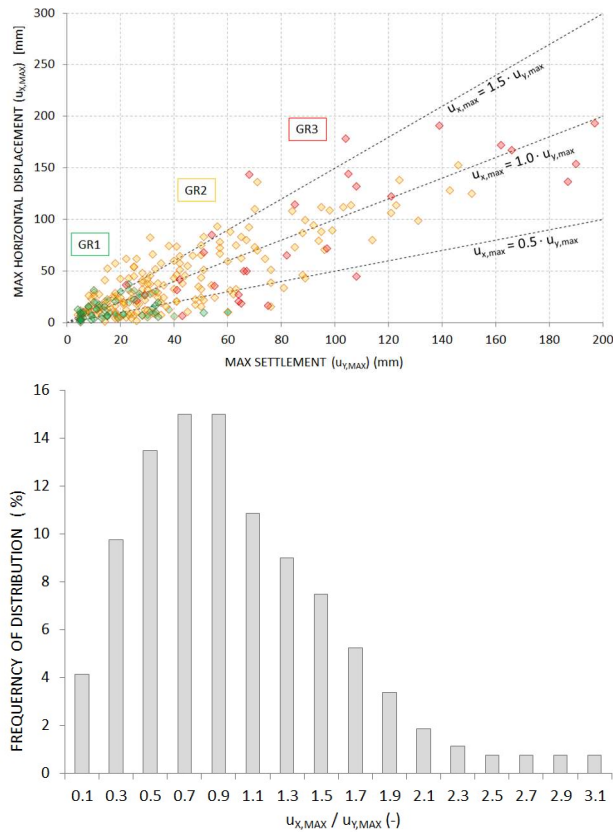 MAX HORIZONTAL DISPLACEMENT (uX,MAX) [mm]
300
250
200
150
100
50
0
GR1
GR2
GR3
ux,max = 1.5 · uy,max
ux,max = 1.0 · uy,max
ux,max = 0.5 · uy,max
0 20 40 60 80 100 120 140 160 180 200
MAX SETTLEMENT (uY,MAX) (mm)
FREQUERNCY OF DISTRIBUTION ( %)
16
14
12
10
8
6
4
2
0
0.1 0.3 0.5 0.7 0.9 1.1 1.3 1.5 1.7 1.9 2.1 2.3 2.5 2.7 2.9 3.1
uX,MAX / uY,MAX (-)